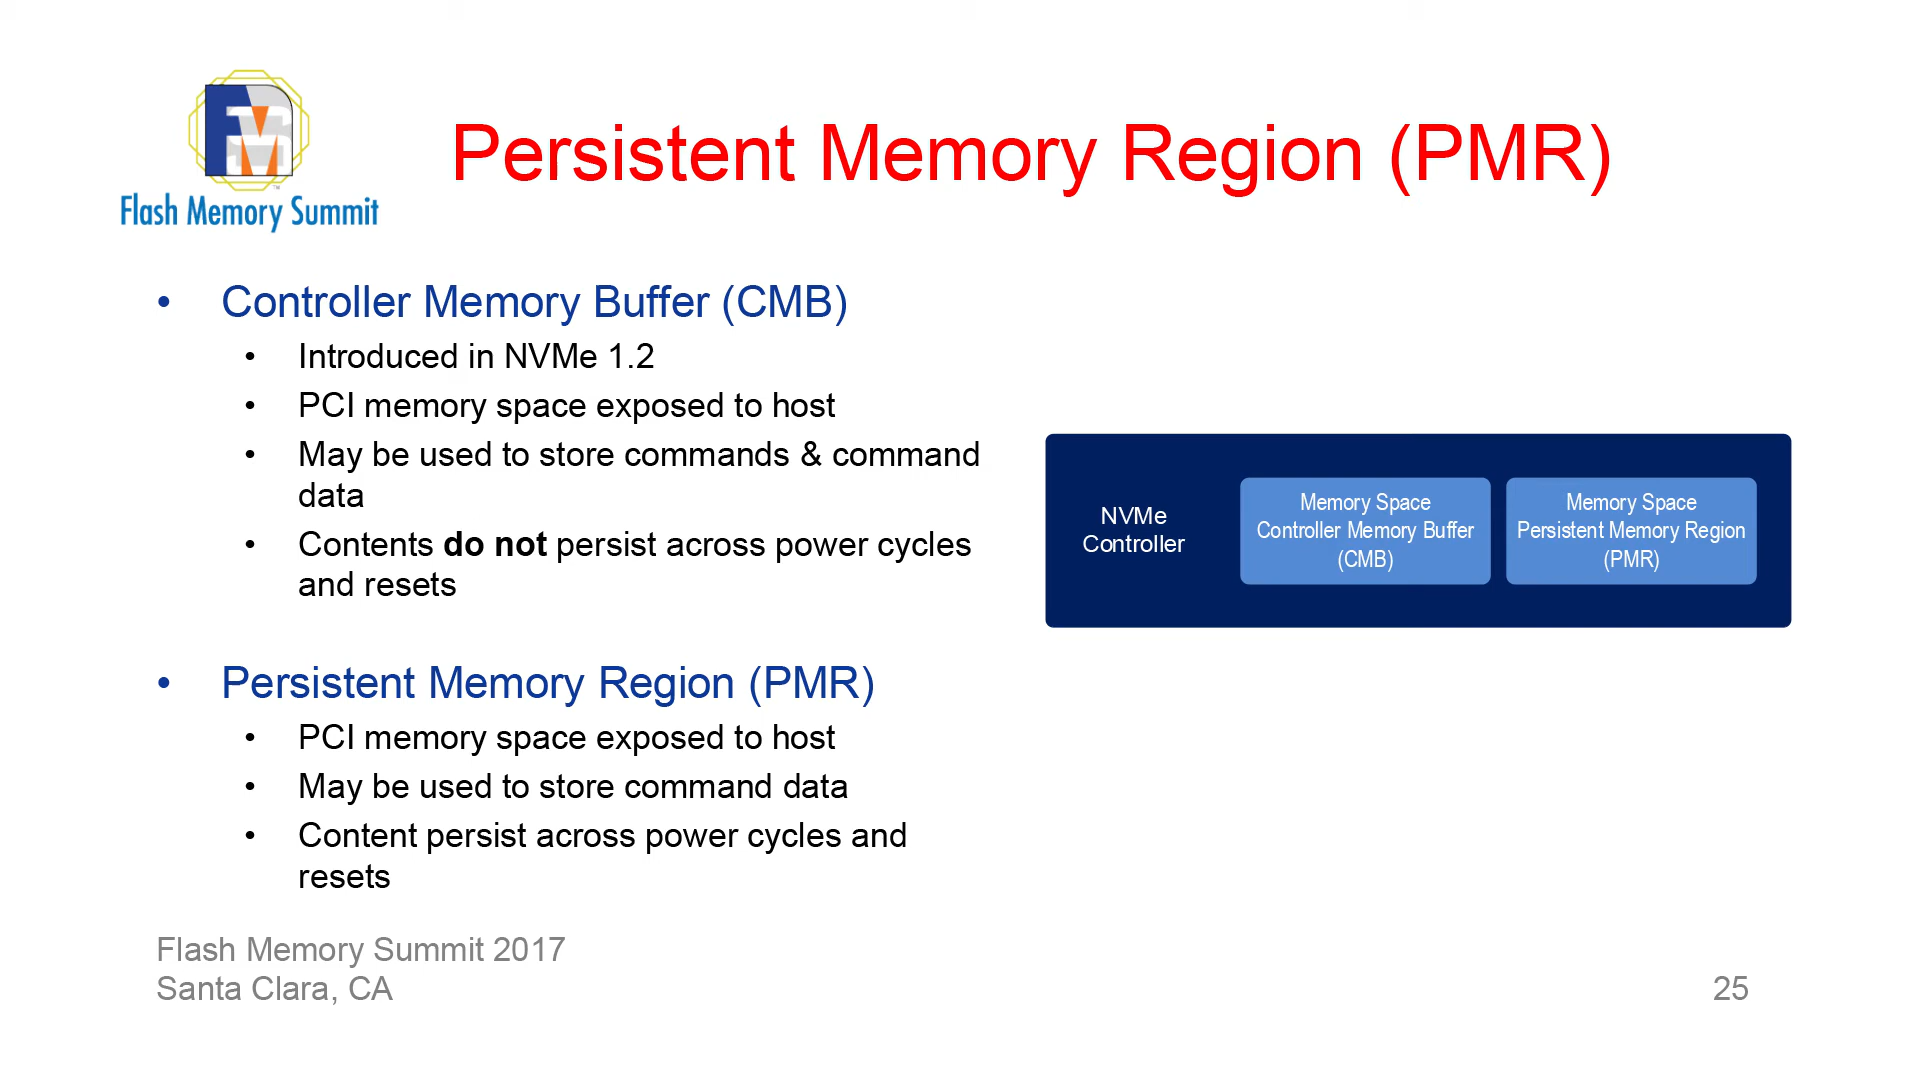 Flash Memory Summit
Persistent Memory Region (PMR)
• Controller Memory Buffer (CMB)
• Introduced in NVMe 1.2
• PCI memory space exposed to host
• May be used to store commands & command
data
• Contents do not persist across power cycles
and resets
• Persistent Memory Region (PMR)
• PCI memory space exposed to host
• May be used to store command data
• Content persist across power cycles and
resets
NVMe
Controller
Memory Space
Controller Memory Buffer
(CMB)
Memory Space
Persistent Memory Region
(PMR)
Flash Memory Summit 2017
Santa Clara, CA
25